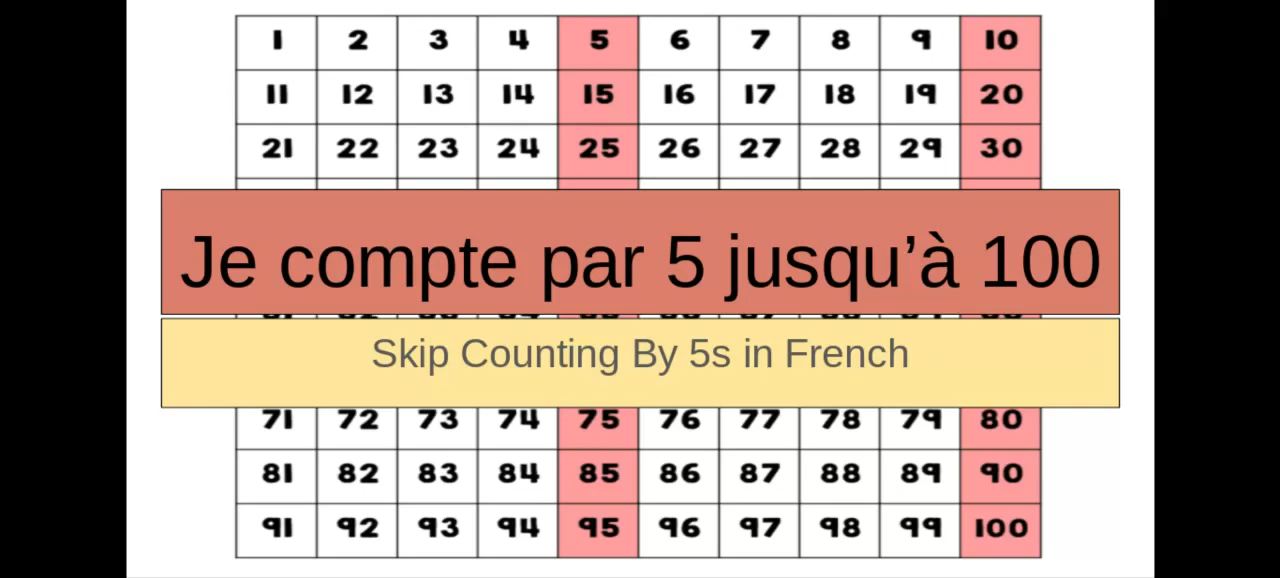 1 2 3 4 5 6 7 8 9 10
11 12 13 14 15 16 17 18 19 20
21 22 23 24 25 26 27 28 29 30
Je compte par 5 jusqu’à 100
Skip Counting By 5s in French
71 72 73 74 75 76 77 78 79 80
81 82 83 84 85 86 87 88 89 90
91 92 93 94 95 96 97 98 99 100